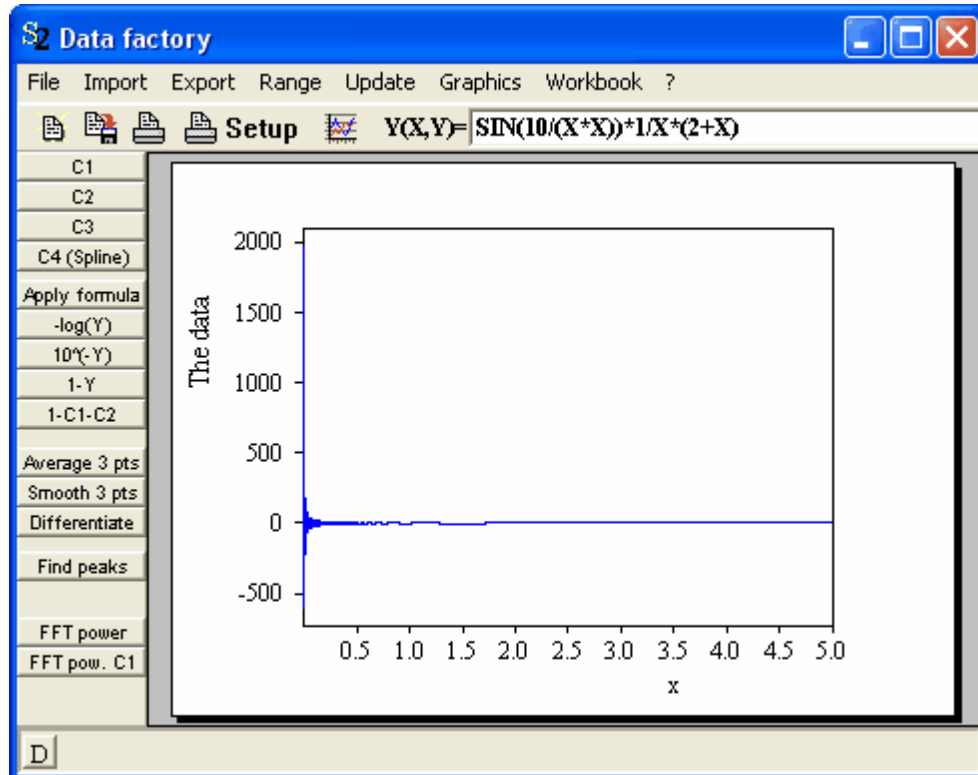 S2 Data factory
File Import Export Range Update Graphics Workbook ?
Setup Y(X,Y)= SIN(10/(X*X))*1/X*(2+X)
C1
C2
C3
C4 (Spline)
Apply formula
-log(Y)
10^(-Y)
1-Y
1-C1-C2
Average 3 pts
Smooth 3 pts
Differentiate
Find peaks
FFT power
FFT pow. C1
The data
2000
1500
1000
500
0
-500
0.5 1.0 1.5 2.0 2.5 3.0 3.5 4.0 4.5 5.0
x
D